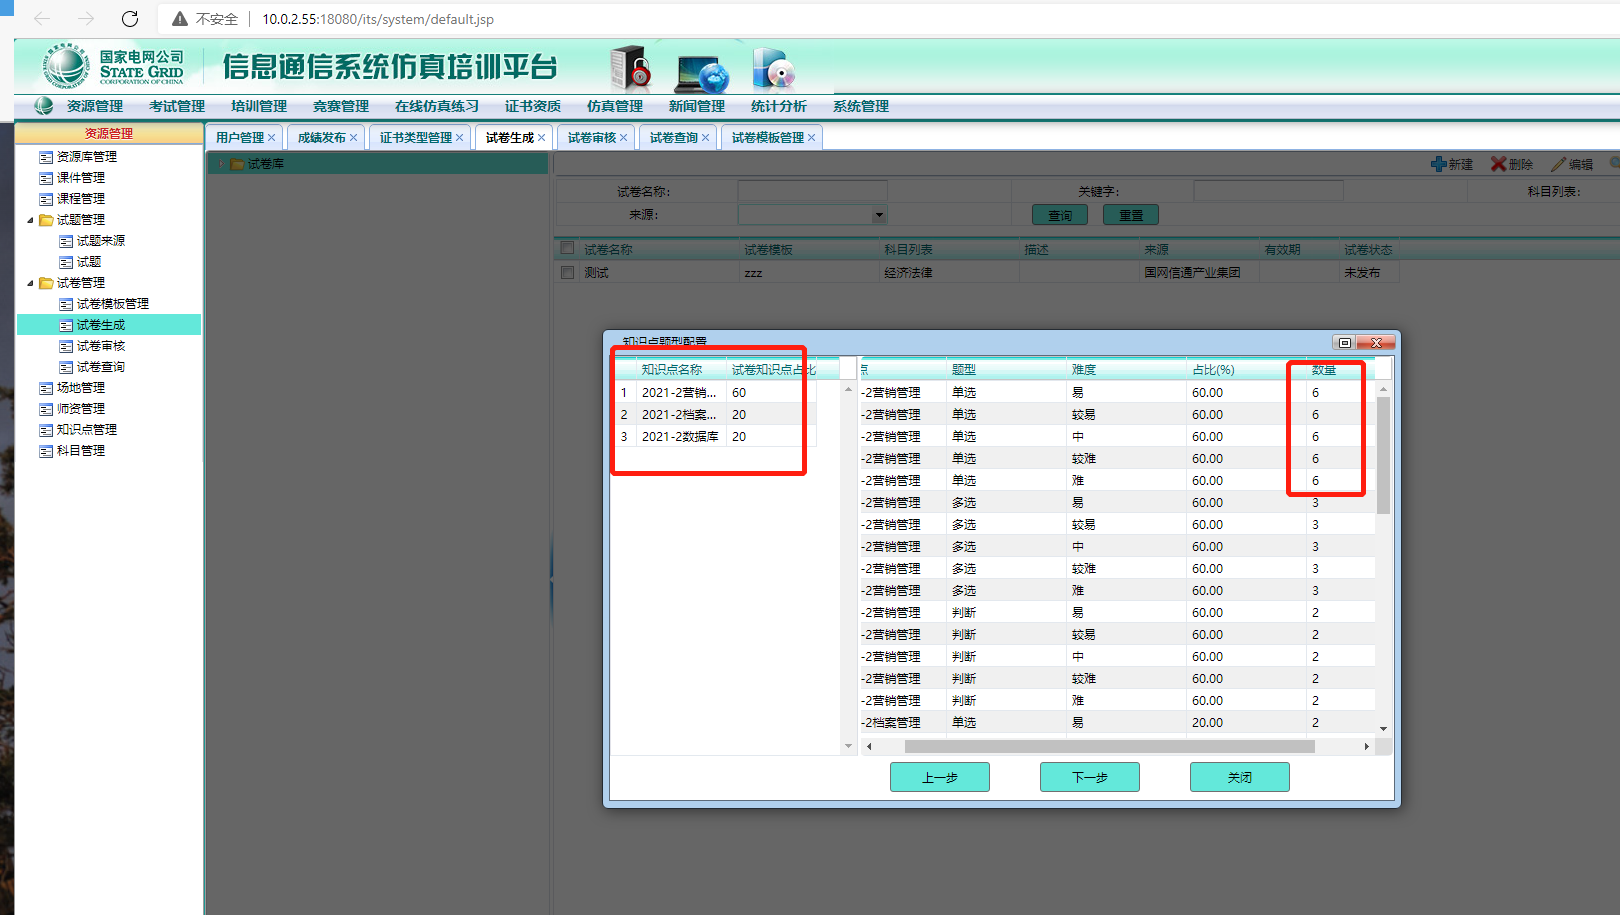 不安全 10.0.2.55:18080/its/system/default.jsp
国家电网公司
STATE GRID
CORPORATION OF CHINA
信息通信系统仿真培训平台
资源管理 考试管理 培训管理 竞赛管理 在线仿真练习 证书资质 仿真管理 新闻管理 统计分析 系统管理
资源管理
用户管理 成绩发布 证书类型管理 试卷生成 试卷审核 试卷查询 试卷模板管理
资源库管理
课件管理
课程管理
试题管理
试题来源
试题
试卷管理
试卷模板管理
试卷生成
试卷审核
试卷查询
场地管理
师资管理
知识点管理
科目管理
试卷库
新建 删除 编辑
试卷名称: 关键字: 科目列表:
来源: 查询 重置
试卷名称 试卷模板 科目列表 描述 来源 有效期 试卷状态
测试 zzz 经济法律 国网信通产业集团 未发布
知识点题型配置
知识点名称 试卷知识点占比
1 2021-2营销... 60
2 2021-2档案... 20
3 2021-2数据库 20
点 题型 难度 占比(%) 数量
-2营销管理 单选 易 60.00 6
-2营销管理 单选 较易 60.00 6
-2营销管理 单选 中 60.00 6
-2营销管理 单选 较难 60.00 6
-2营销管理 单选 难 60.00 6
-2营销管理 多选 易 60.00 3
-2营销管理 多选 较易 60.00 3
-2营销管理 多选 中 60.00 3
-2营销管理 多选 较难 60.00 3
-2营销管理 多选 难 60.00 3
-2营销管理 判断 易 60.00 2
-2营销管理 判断 较易 60.00 2
-2营销管理 判断 中 60.00 2
-2营销管理 判断 较难 60.00 2
-2营销管理 判断 难 60.00 2
-2档案管理 单选 易 20.00 2
上一步 下一步 关闭